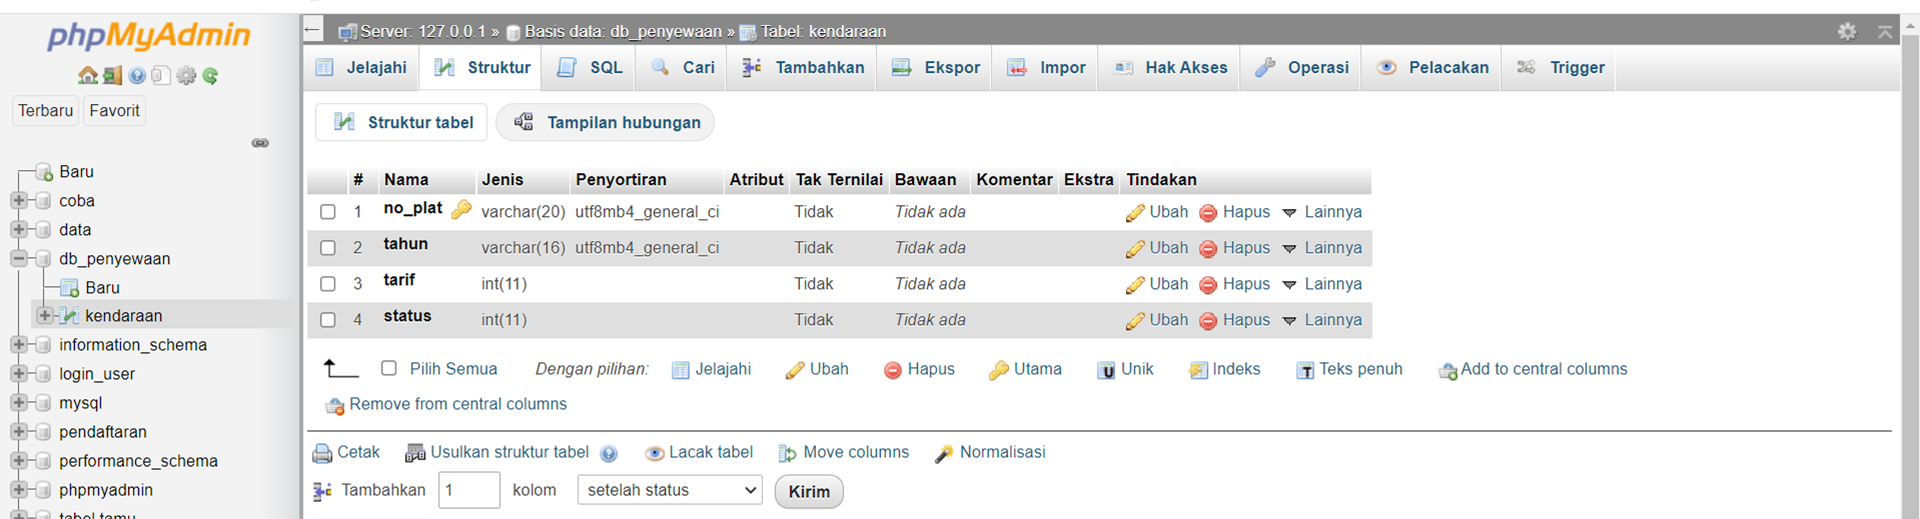 phpMyAdmin
Terbaru Favorit
Baru
coba
data
db_penyewaan
Baru
kendaraan
information_schema
login_user
mysql
pendaftaran
performance_schema
phpmyadmin
tabel tamu
Server: 127.0.0.1 » Basis data: db_penyewaan » Tabel: kendaraan
Jelajahi Struktur SQL Cari Tambahkan Ekspor Impor Hak Akses Operasi Pelacakan Trigger
Struktur tabel Tampilan hubungan
# Nama Jenis Penyortiran Atribut Tak Ternilai Bawaan Komentar Ekstra Tindakan
1 no_plat varchar(20) utf8mb4_general_ci Tidak Tidak ada Ubah Hapus Lainnya
2 tahun varchar(16) utf8mb4_general_ci Tidak Tidak ada Ubah Hapus Lainnya
3 tarif int(11) Tidak Tidak ada Ubah Hapus Lainnya
4 status int(11) Tidak Tidak ada Ubah Hapus Lainnya
Pilih Semua Dengan pilihan: Jelajahi Ubah Hapus Utama Unik Indeks Teks penuh Add to central columns
Remove from central columns
Cetak Usulkan struktur tabel Lacak tabel Move columns Normalisasi
Tambahkan 1 kolom setelah status Kirim